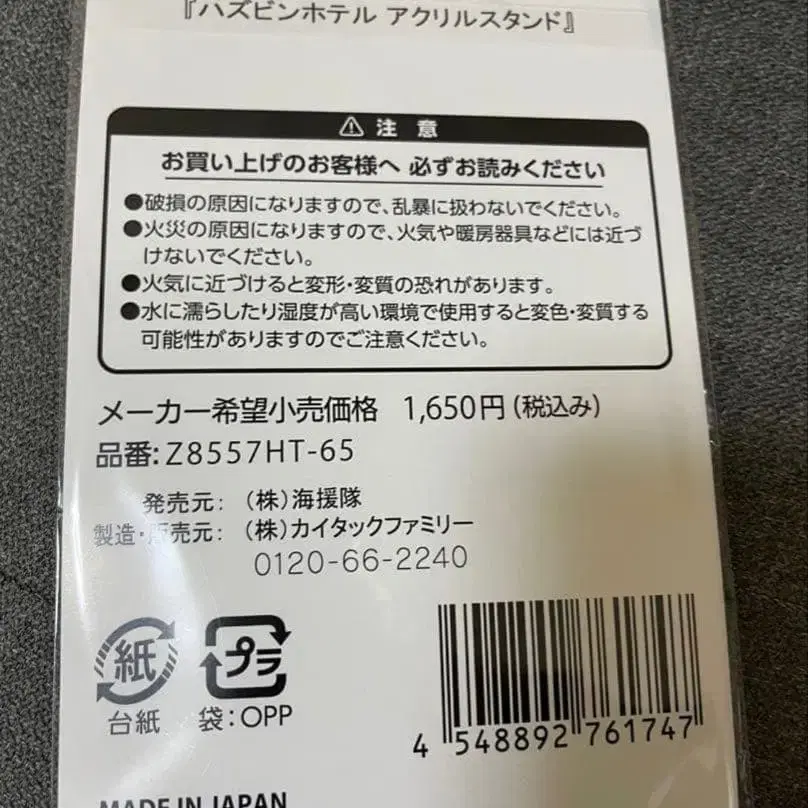 『ハズビンホテル アクリルスタンド』
⚠ 注 意
お買い上げのお客様へ 必ずお読みください
●破損の原因になりますので、乱暴に扱わないでください。
●火災の原因になりますので、火気や暖房器具などには近づ
けないでください。
●火気に近づけると変形・変質の恐れがあります。
●水に濡らしたり湿度が高い環境で使用すると変色・変質する
可能性がありますのでご注意ください。
メーカー希望小売価格 1,650円(税込み)
品番:Z8557HT-65
発売元: (株)海援隊
製造・販売元: (株)カイタックファミリー
0120-66-2240
紙
台紙
プラ
袋:OPP
4 548892 761747
MADE IN JAPAN